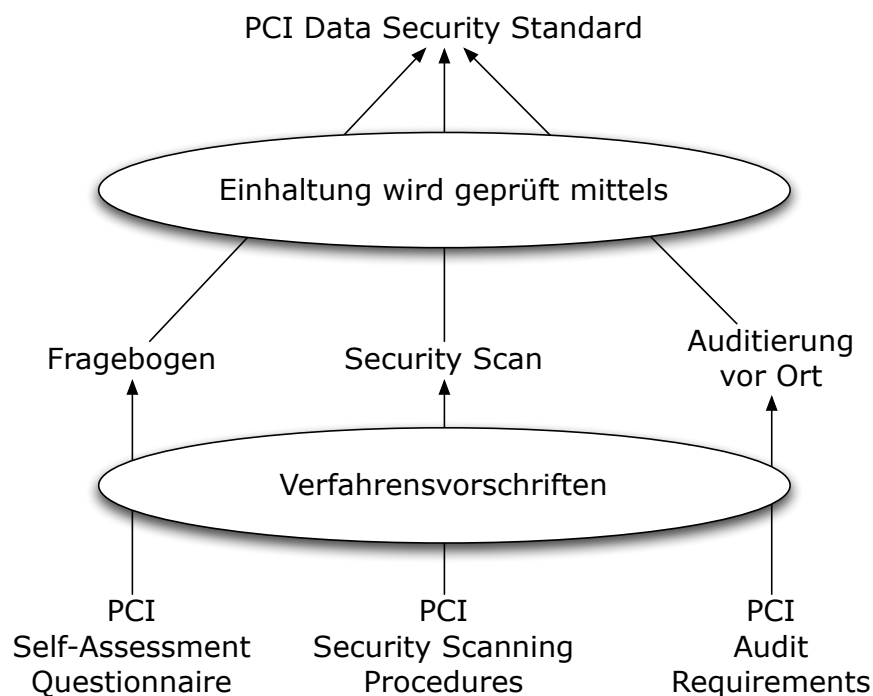 PCI Data Security Standard
Einhaltung wird geprüft mittels
Fragebogen
Security Scan
Auditierung
vor Ort
Verfahrensvorschriften
PCI
Self-Assessment
Questionnaire
PCI
Security Scanning
Procedures
PCI
Audit
Requirements